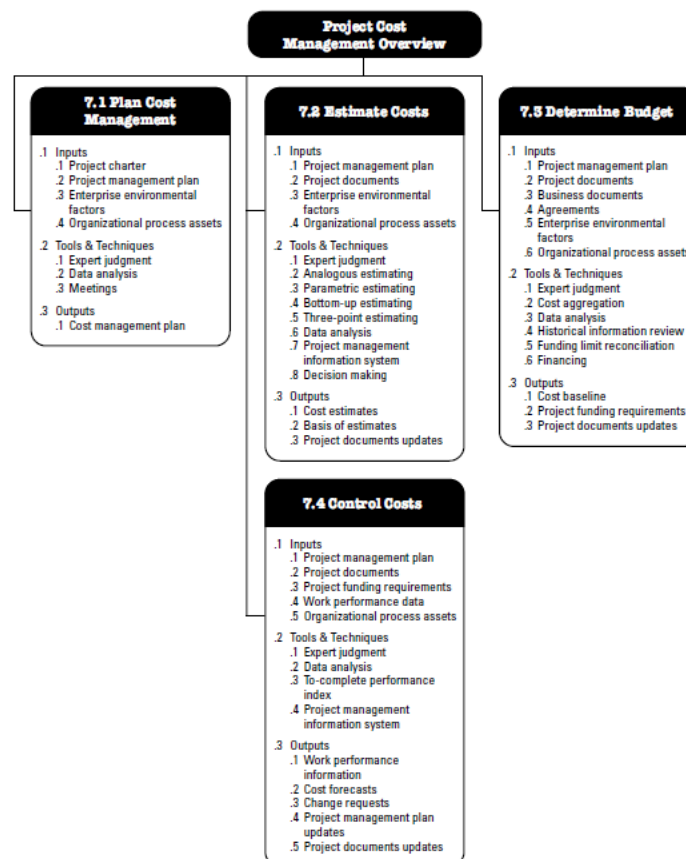 Project Cost
Management Overview
7.1 Plan Cost
Management
.1 Inputs
.1 Project charter
.2 Project management plan
.3 Enterprise environmental
factors
.4 Organizational process assets
.2 Tools & Techniques
.1 Expert judgment
.2 Data analysis
.3 Meetings
.3 Outputs
.1 Cost management plan
7.2 Estimate Costs
.1 Inputs
.1 Project management plan
.2 Project documents
.3 Enterprise environmental
factors
.4 Organizational process assets
.2 Tools & Techniques
.1 Expert judgment
.2 Analogous estimating
.3 Parametric estimating
.4 Bottom-up estimating
.5 Three-point estimating
.6 Data analysis
.7 Project management
information system
.8 Decision making
.3 Outputs
.1 Cost estimates
.2 Basis of estimates
.3 Project documents updates
7.3 Determine Budget
.1 Inputs
.1 Project management plan
.2 Project documents
.3 Business documents
.4 Agreements
.5 Enterprise environmental
factors
.6 Organizational process assets
.2 Tools & Techniques
.1 Expert judgment
.2 Cost aggregation
.3 Data analysis
.4 Historical information review
.5 Funding limit reconciliation
.6 Financing
.3 Outputs
.1 Cost baseline
.2 Project funding requirements
.3 Project documents updates
7.4 Control Costs
.1 Inputs
.1 Project management plan
.2 Project documents
.3 Project funding requirements
.4 Work performance data
.5 Organizational process assets
.2 Tools & Techniques
.1 Expert judgment
.2 Data analysis
.3 To-complete performance
index
.4 Project management
information system
.3 Outputs
.1 Work performance
information
.2 Cost forecasts
.3 Change requests
.4 Project management plan
updates
.5 Project documents updates